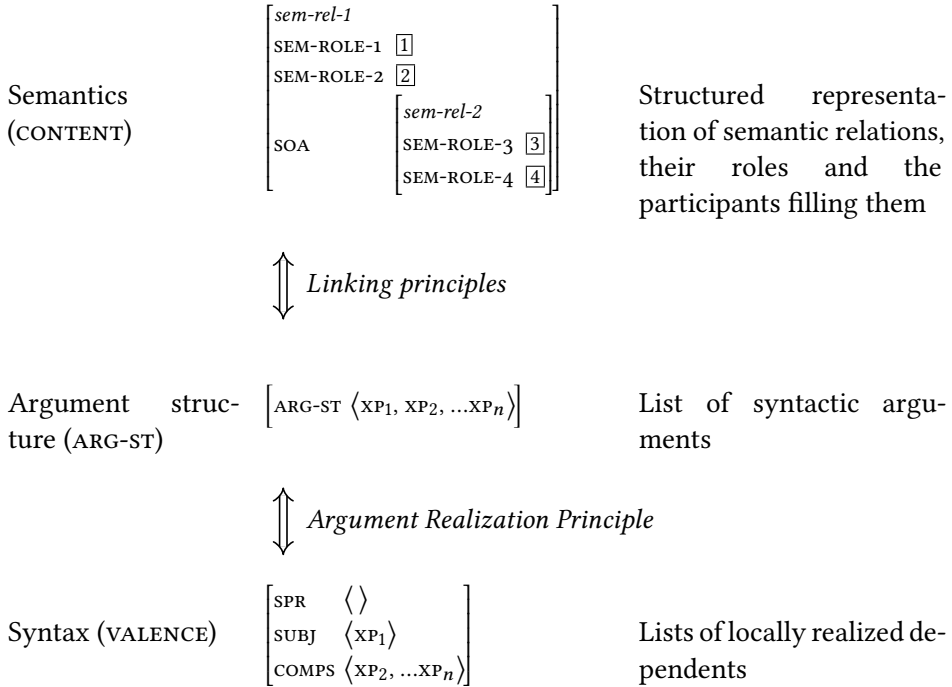 sem-rel-1
SEM-ROLE-1 1
SEM-ROLE-2 2
Semantics
(CONTENT)
SOA
sem-rel-2
SEM-ROLE-3 3
SEM-ROLE-4 4
Structured representa-
tion of semantic relations,
their roles and the
participants filling them
Linking principles
Argument struc-
ture (ARG-ST)
[ARG-ST ⟨XP1, XP2, ...XPn⟩]
List of syntactic argu-
ments
Argument Realization Principle
Syntax (VALENCE)
SPR ⟨ ⟩
SUBJ ⟨XP1⟩
COMPS ⟨XP2, ...XPn⟩
Lists of locally realized de-
pendents